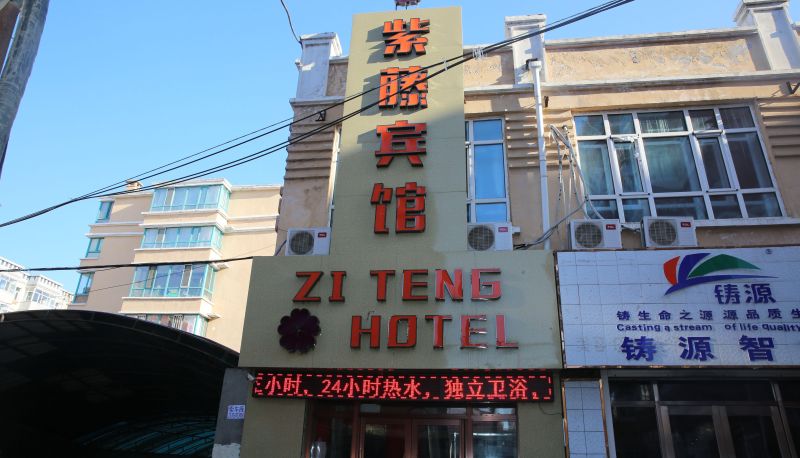 紫藤宾馆
ZI TENG
HOTEL
小时，24小时热水，独立卫浴，
铸源
铸生命之源 源品质生
Casting a stream of life quality
铸源智